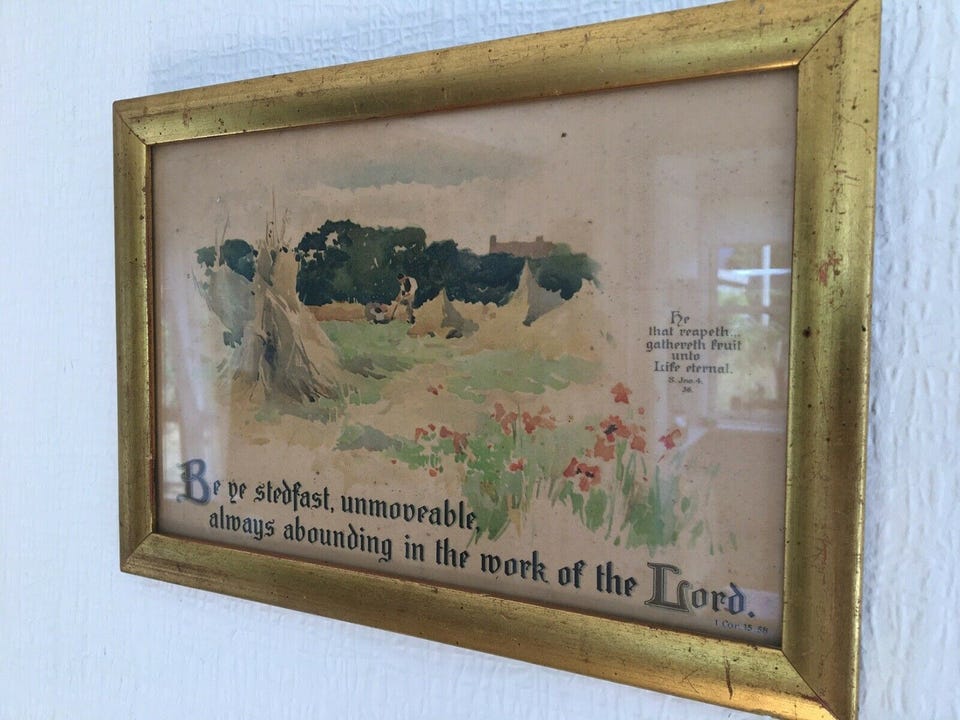 He
that reapeth...
gathereth fruit
unto
Life eternal.
S. Jno. 4.
36.
Be ye stedfast, unmoveable,
always abounding in the work of the Lord.
1 Cor. 15. 58